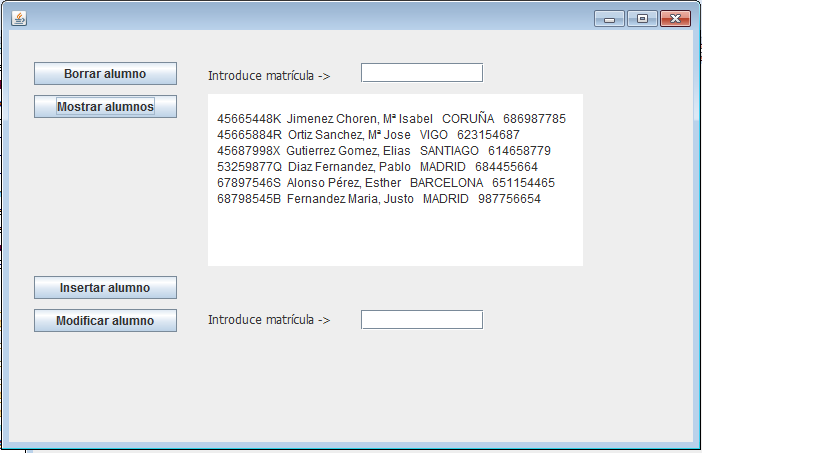 Borrar alumno
Introduce matrícula ->
Mostrar alumnos
45665448K Jimenez Choren, Mª Isabel CORUÑA 686987785
45665884R Ortiz Sanchez, Mª Jose VIGO 623154687
45687998X Gutierrez Gomez, Elias SANTIAGO 614658779
53259877Q Diaz Fernandez, Pablo MADRID 684455664
67897546S Alonso Pérez, Esther BARCELONA 651154465
68798545B Fernandez Maria, Justo MADRID 987756654
Insertar alumno
Modificar alumno
Introduce matrícula ->